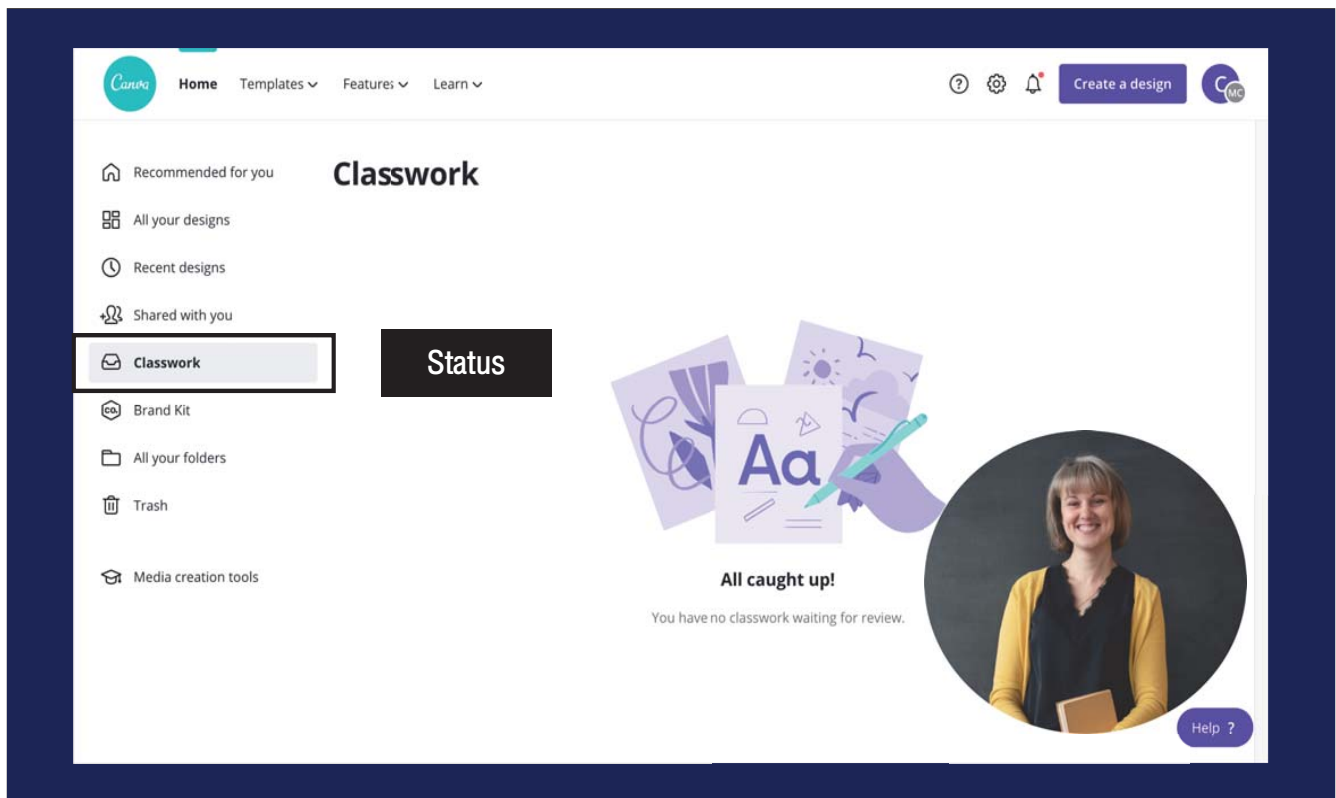 Canva
Home Templates Features Learn
? Create a design C MC
Recommended for you
Classwork
All your designs
Recent designs
Shared with you
Classwork
Status
CO. Brand Kit
All your folders
Trash
Media creation tools
Aa
All caught up!
You have no classwork waiting for review.
Help ?